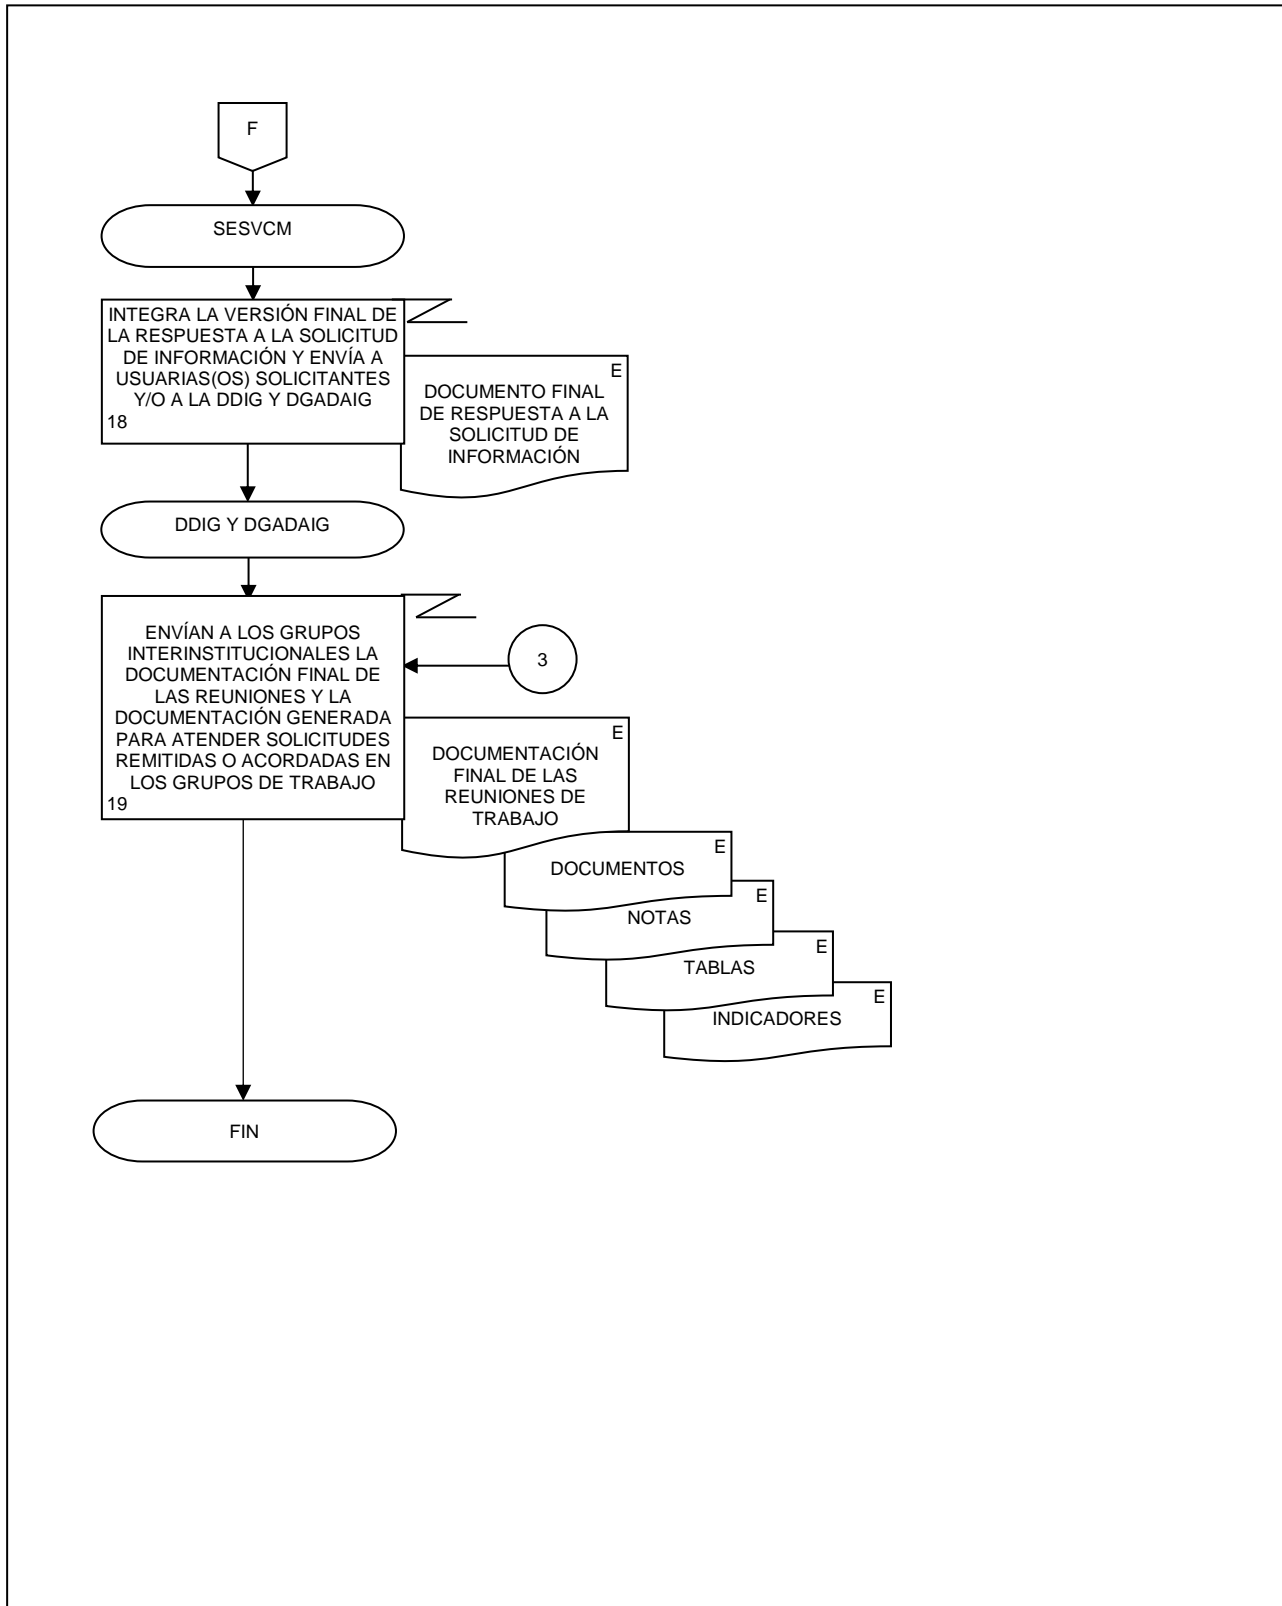 F
SESVCM
INTEGRA LA VERSIÓN FINAL DE
LA RESPUESTA A LA SOLICITUD
DE INFORMACIÓN Y ENVÍA A
USUARIAS(OS) SOLICITANTES
Y/O A LA DDIG Y DGADAIG
18
E
DOCUMENTO FINAL
DE RESPUESTA A LA
SOLICITUD DE
INFORMACIÓN
DDIG Y DGADAIG
ENVÍAN A LOS GRUPOS
INTERINSTITUCIONALES LA
DOCUMENTACIÓN FINAL DE
LAS REUNIONES Y LA
DOCUMENTACIÓN GENERADA
PARA ATENDER SOLICITUDES
REMITIDAS O ACORDADAS EN
LOS GRUPOS DE TRABAJO
19
3
E
DOCUMENTACIÓN
FINAL DE LAS
REUNIONES DE
TRABAJO
E
DOCUMENTOS
E
NOTAS
E
TABLAS
E
INDICADORES
FIN